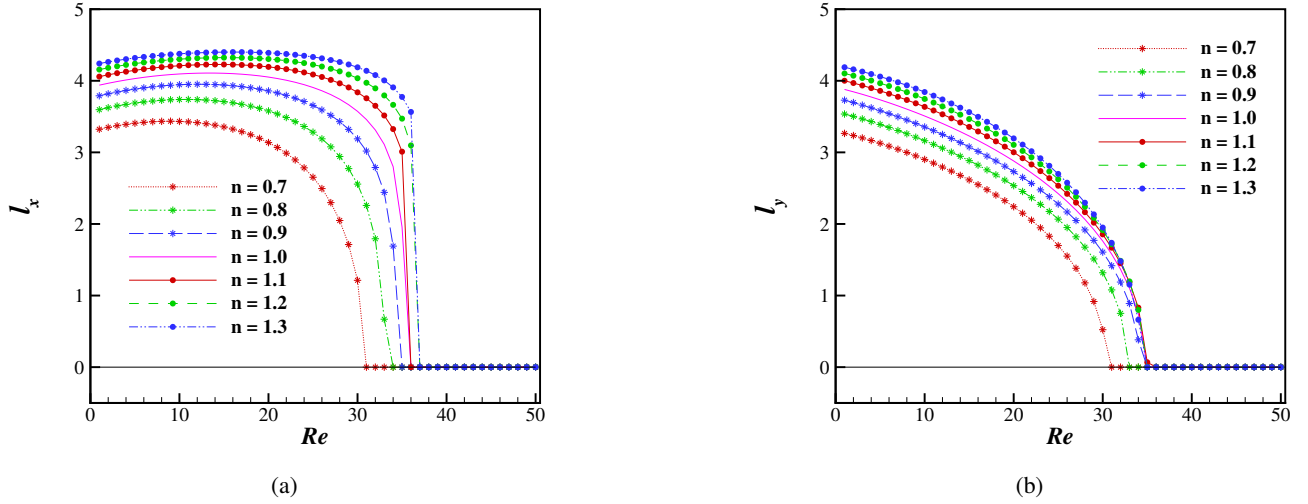 5
4
3
2
1
0
l_x
n = 0.7
n = 0.8
n = 0.9
n = 1.0
n = 1.1
n = 1.2
n = 1.3
0 10 20 30 40 50
Re
(a)
5
4
3
2
1
0
l_y
n = 0.7
n = 0.8
n = 0.9
n = 1.0
n = 1.1
n = 1.2
n = 1.3
0 10 20 30 40 50
Re
(b)